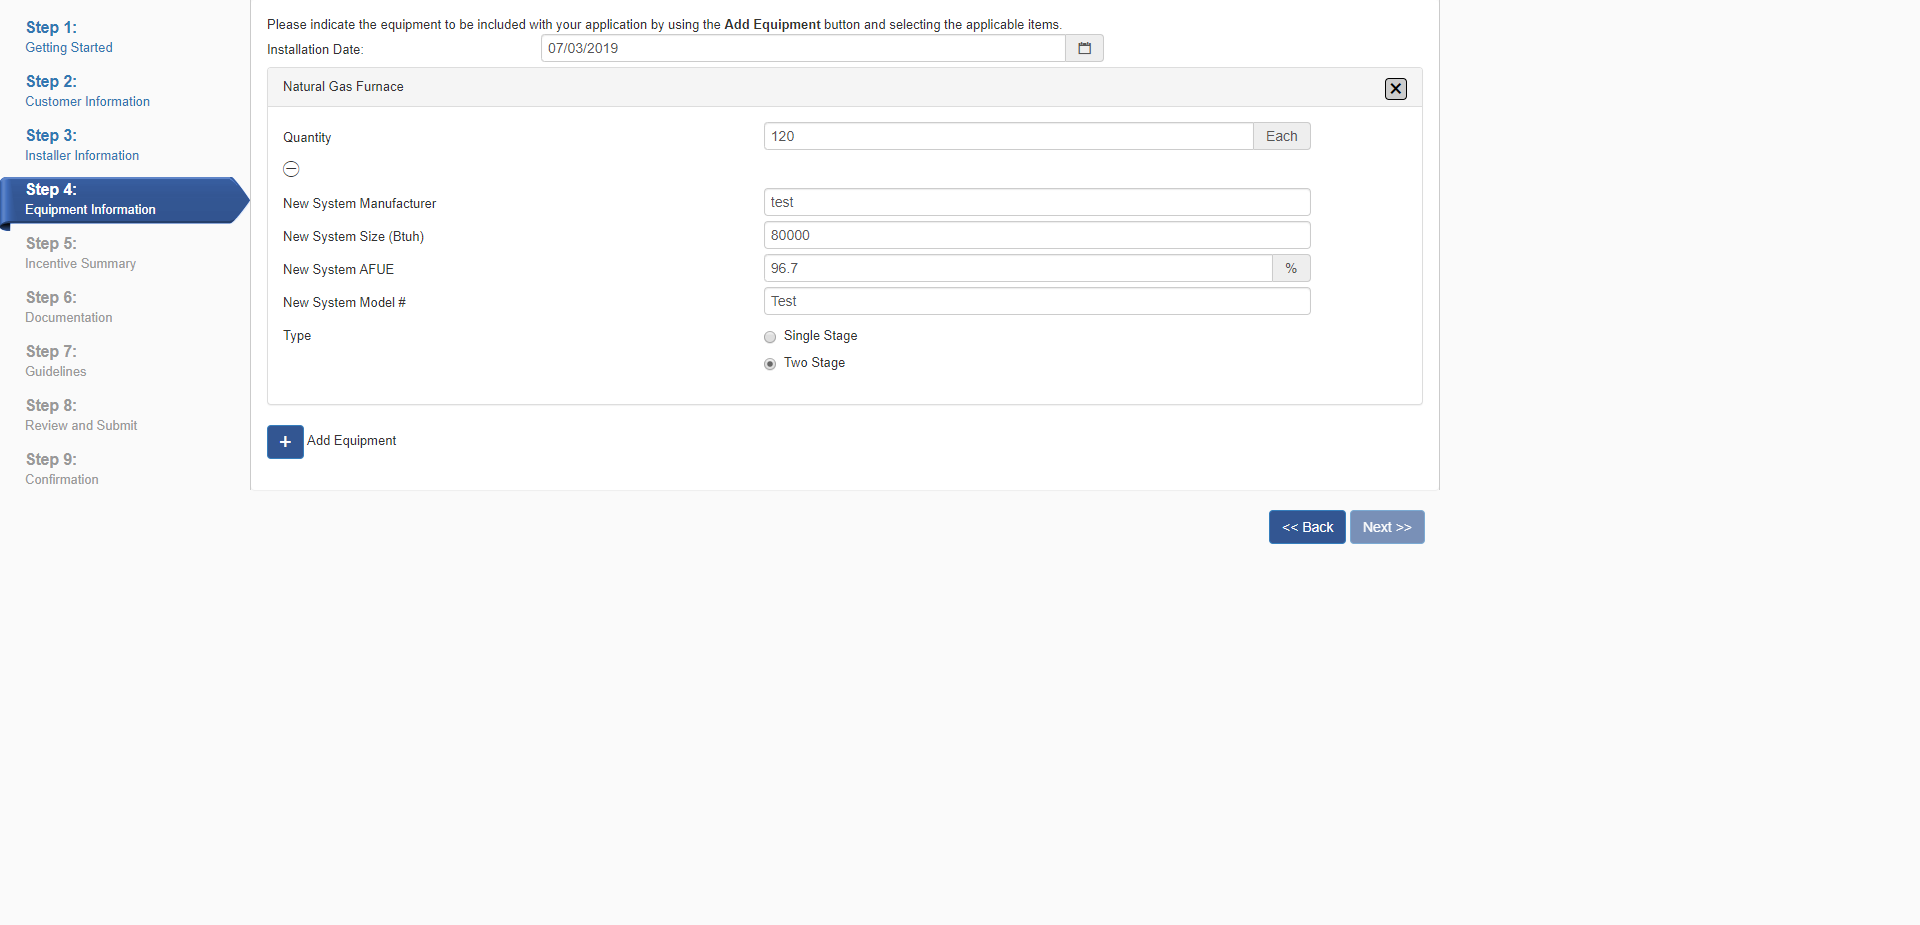 Step 1:
Getting Started
Step 2:
Customer Information
Step 3:
Installer Information
Step 4:
Equipment Information
Step 5:
Incentive Summary
Step 6:
Documentation
Step 7:
Guidelines
Step 8:
Review and Submit
Step 9:
Confirmation
Please indicate the equipment to be included with your application by using the Add Equipment button and selecting the applicable items.
Installation Date: 07/03/2019
Natural Gas Furnace
Quantity 120 Each
New System Manufacturer test
New System Size (Btuh) 80000
New System AFUE 96.7 %
New System Model # Test
Type Single Stage
Two Stage
+ Add Equipment
<< Back Next >>